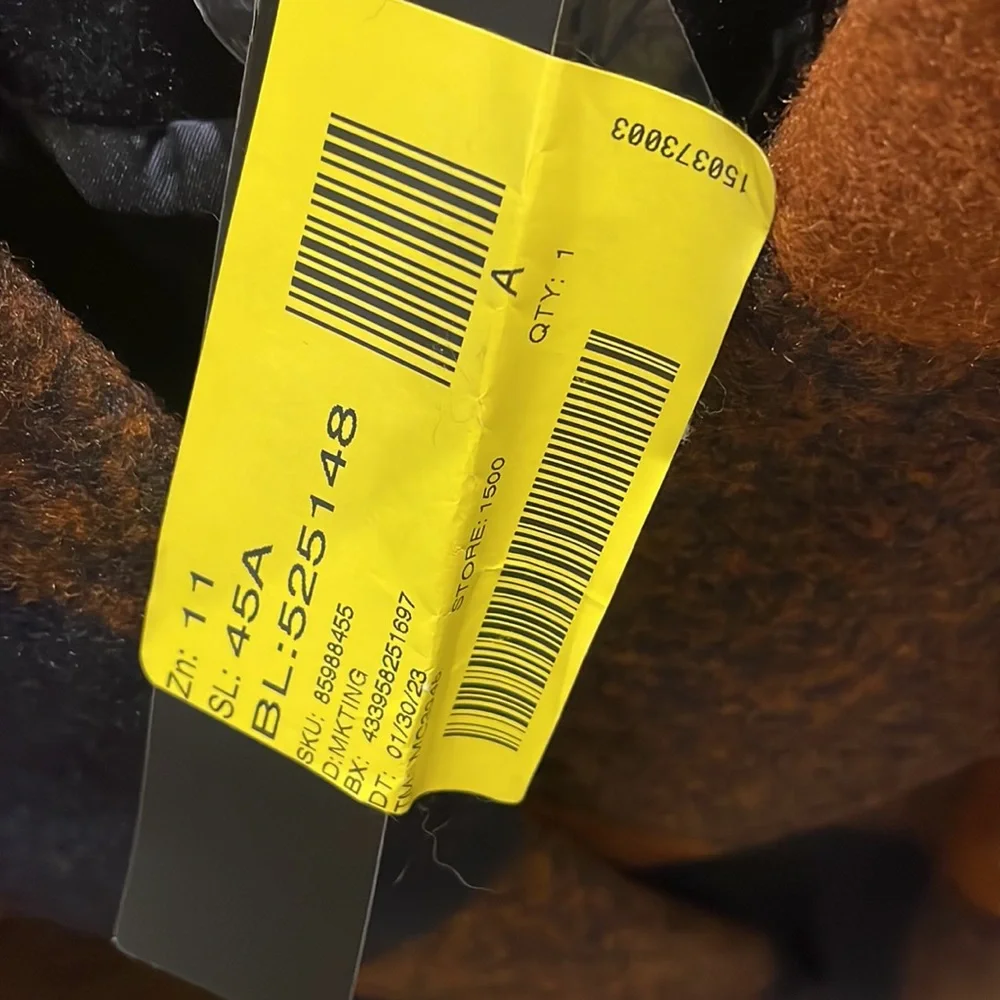 Zn: 11
SL: 45A
BL:525148
A
SKU: 85988455
D:MKTING
BX: 433958251697
DT: 01/30/23
STORE: 1500
QTY: 1
150373003